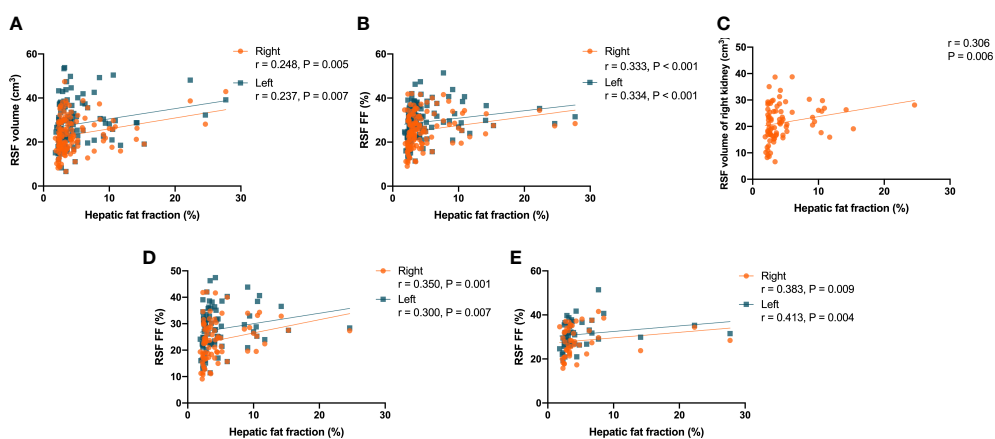 A
RSF volume (cm3)
60
40
20
0
0
10
20
30
Hepatic fat fraction (%)
Right
r = 0.248, P = 0.005
Left
r = 0.237, P = 0.007
B
RSF FF (%)
60
40
20
0
0
10
20
30
Hepatic fat fraction (%)
Right
r = 0.333, P < 0.001
Left
r = 0.334, P < 0.001
C
RSF volume of right kidney (cm3)
50
40
30
20
10
0
0
10
20
30
Hepatic fat fraction (%)
r = 0.306
P = 0.006
D
RSF FF (%)
50
40
30
20
10
0
0
10
20
30
Hepatic fat fraction (%)
Right
r = 0.350, P = 0.001
Left
r = 0.300, P = 0.007
E
RSF FF (%)
60
40
20
0
0
10
20
30
Hepatic fat fraction (%)
Right
r = 0.383, P = 0.009
Left
r = 0.413, P = 0.004